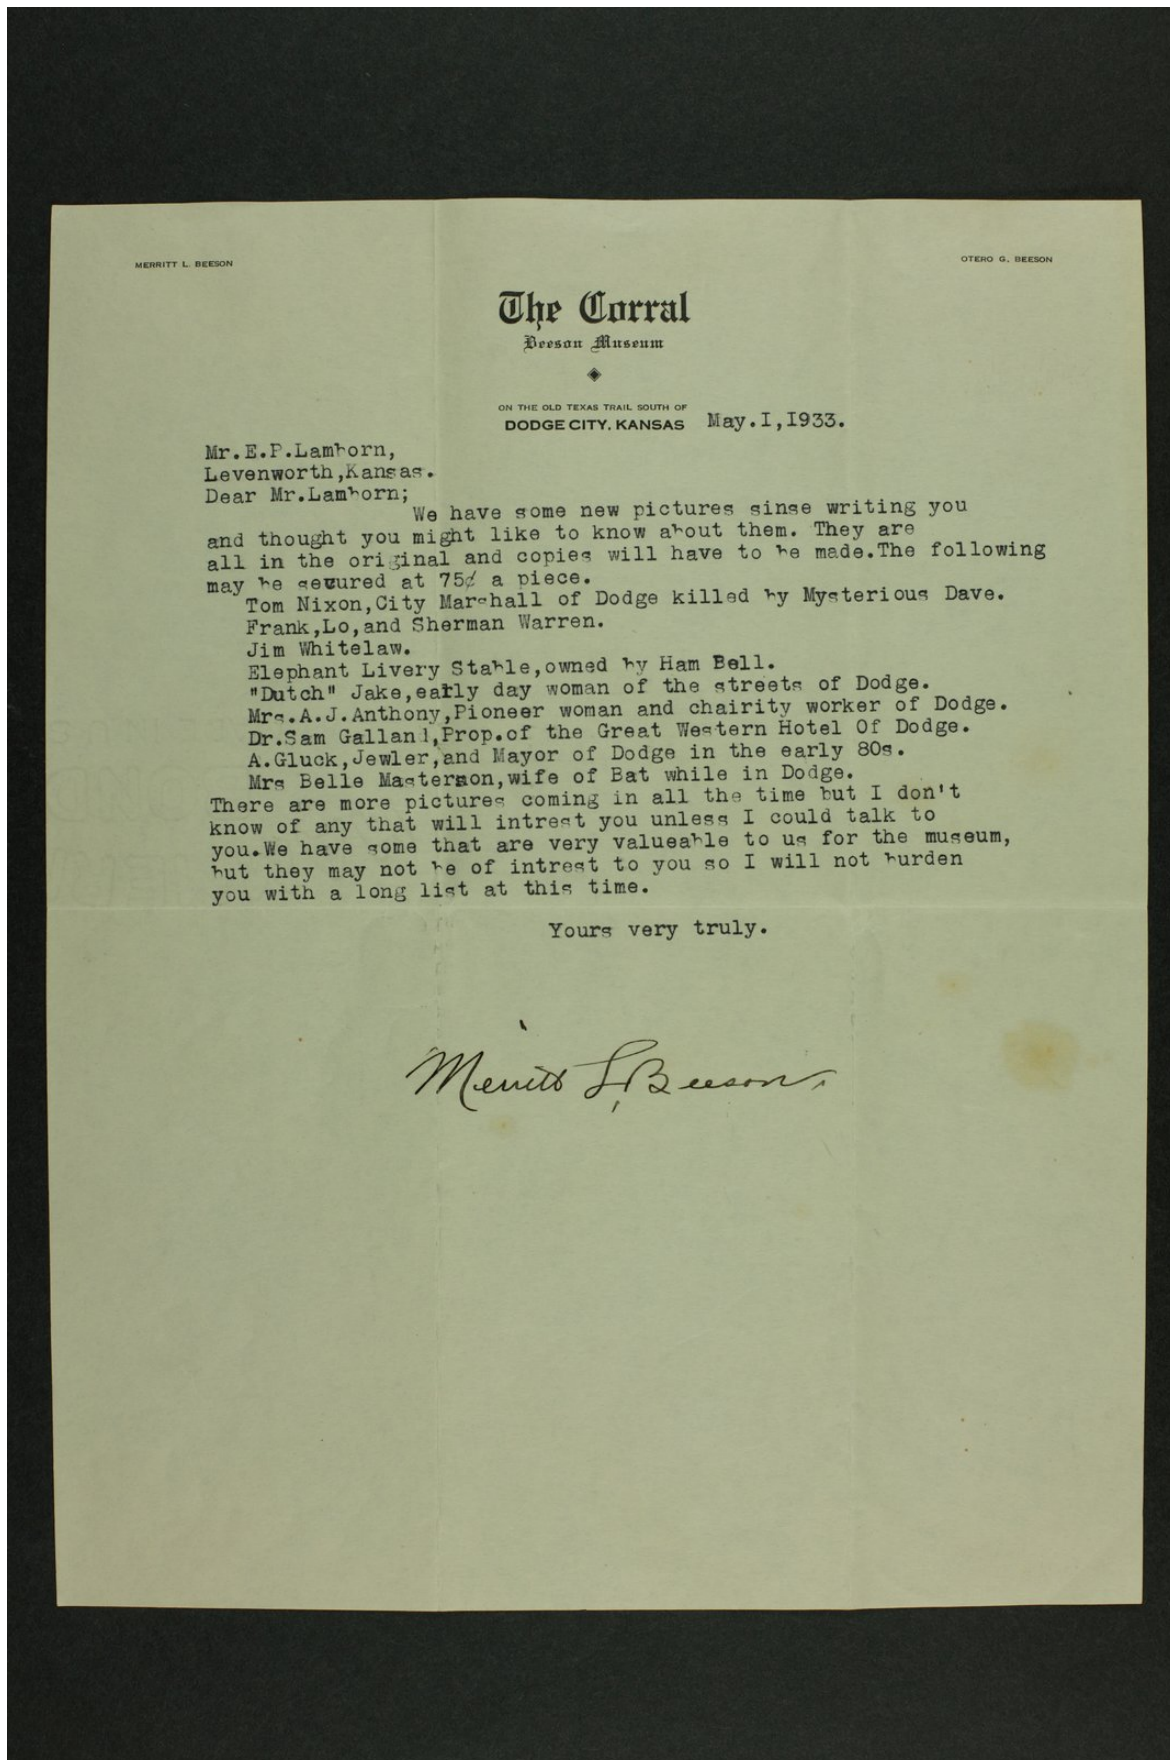 MERRITT L. BEESON
OTERO G. BEESON
The Corral
Beeson Museum
ON THE OLD TEXAS TRAIL SOUTH OF
DODGE CITY, KANSAS May.I,I933.
Mr.E.P.Lamborn,
Levenworth,Kansas.
Dear Mr.Lamborn;
We have some new pictures sinse writing you
and thought you might like to know about them. They are
all in the original and copies will have to be made.The following
may be secured at 75¢ a piece.
Tom Nixon,City Marshall of Dodge killed by Mysterious Dave.
Frank,Lo,and Sherman Warren.
Jim Whitelaw.
Elephant Livery Stable,owned by Ham Bell.
"Dutch" Jake,early day woman of the streets of Dodge.
Mrs.A.J.Anthony,Pioneer woman and chairity worker of Dodge.
Dr.Sam Galland,Prop.of the Great Western Hotel Of Dodge.
A.Gluck,Jewler,and Mayor of Dodge in the early 80s.
Mrs Belle Masterson,wife of Bat while in Dodge.
There are more pictures coming in all the time but I don't
know of any that will intrest you unless I could talk to
you.We have some that are very valueable to us for the museum,
but they may not be of intrest to you so I will not burden
you with a long list at this time.
Yours very truly.
Merritt L. Beeson.